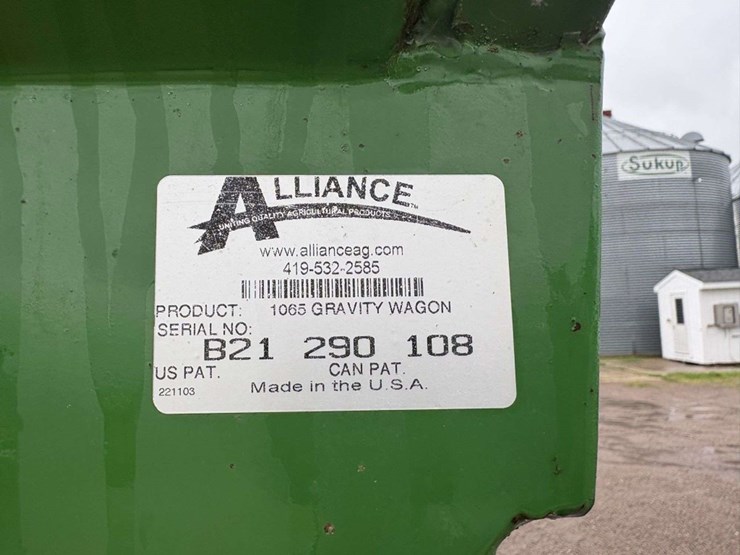 ALLIANCE
UNITING QUALITY AGRICULTURAL PRODUCTS
www.allianceag.com
419-532-2585
PRODUCT: 1065 GRAVITY WAGON
SERIAL NO:
B21 290 108
US PAT. CAN PAT.
221103 Made in the U.S.A.
Sukup